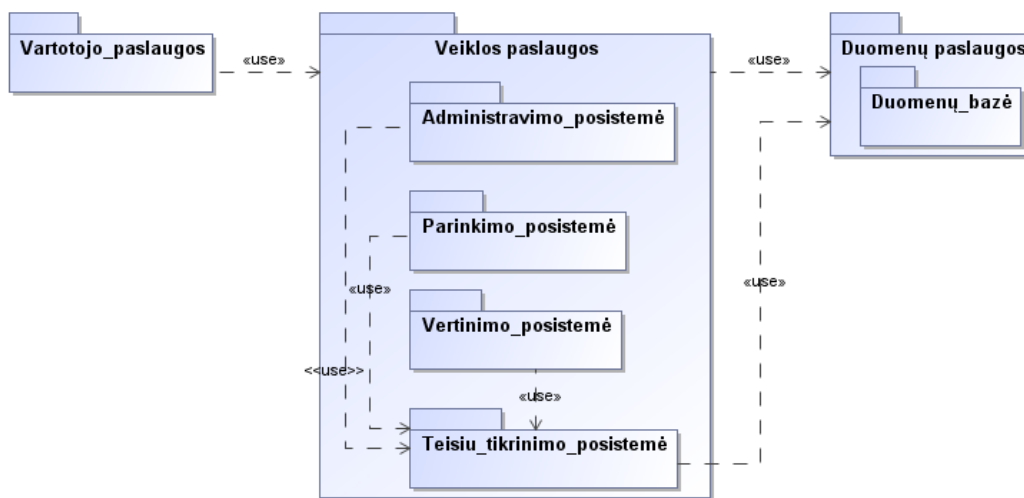 Vartotojo_paslaugos
«use»
Veiklos paslaugos
«use»
Duomenų paslaugos
Duomenų_bazė
Administravimo_posistemė
Parinkimo_posistemė
«use»
«use»
Vertinimo_posistemė
<<use>>
«use»
Teisiu_tikrinimo_posistemė